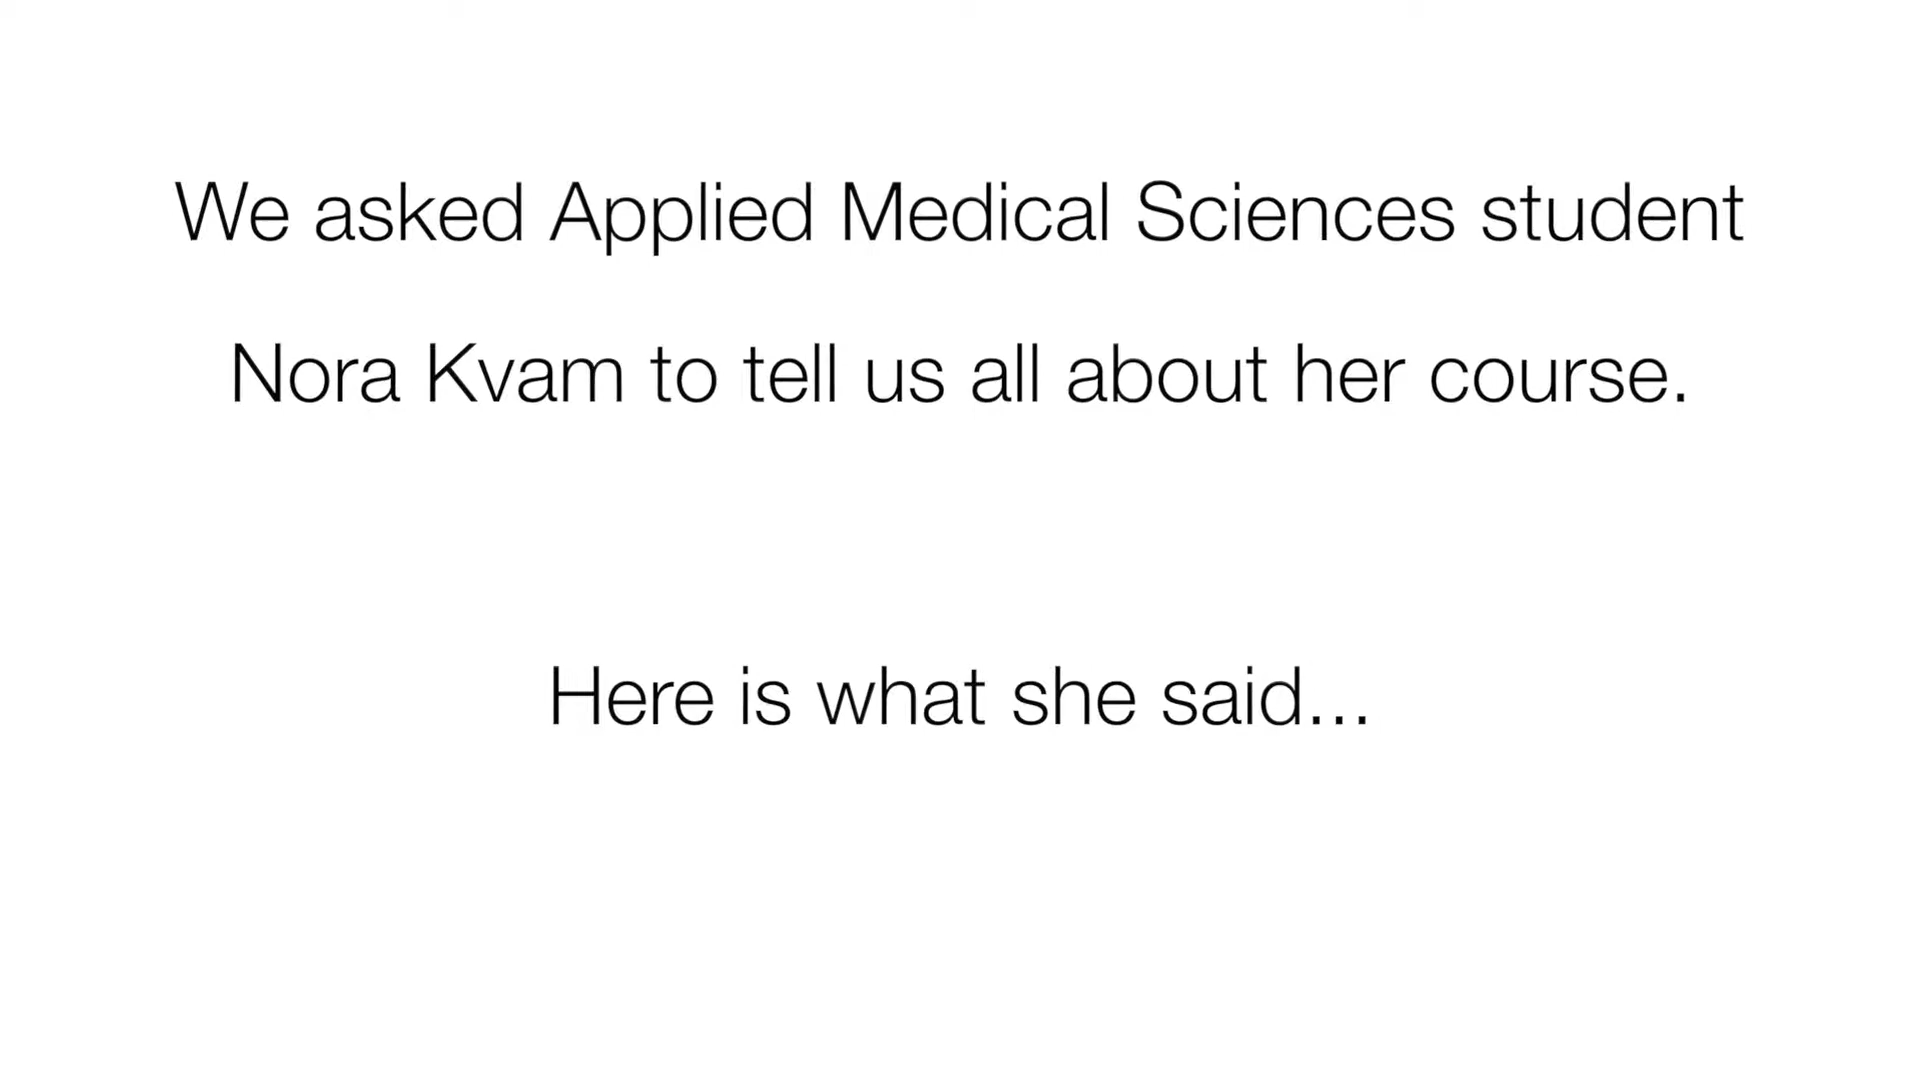 We asked Applied Medical Sciences student
Nora Kvam to tell us all about her course.
Here is what she said...